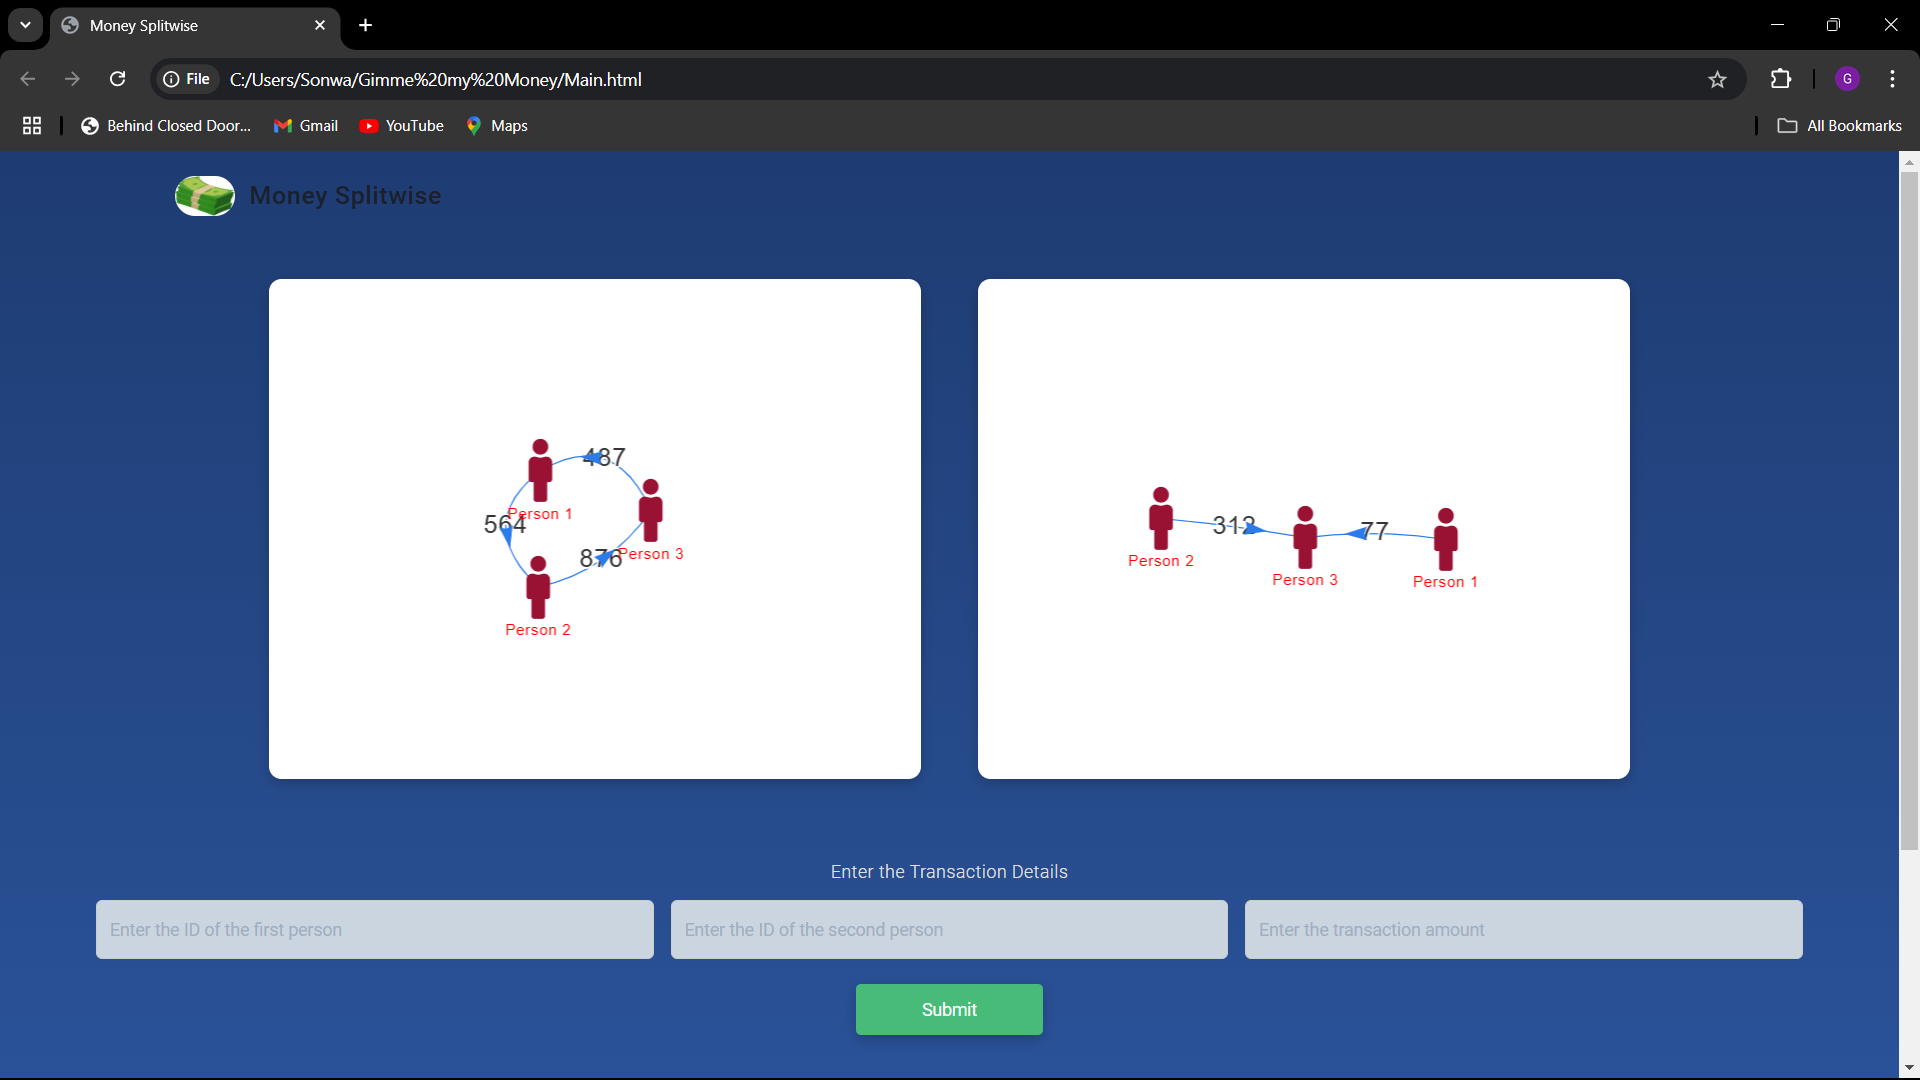 Money Splitwise
File
C:/Users/Sonwa/Gimme%20my%20Money/Main.html
G
Behind Closed Door...
Gmail
YouTube
Maps
All Bookmarks
Money Splitwise
487
Person 1
564
876
Person 3
Person 2
312
77
Person 2
Person 3
Person 1
Enter the Transaction Details
Enter the ID of the first person
Enter the ID of the second person
Enter the transaction amount
Submit